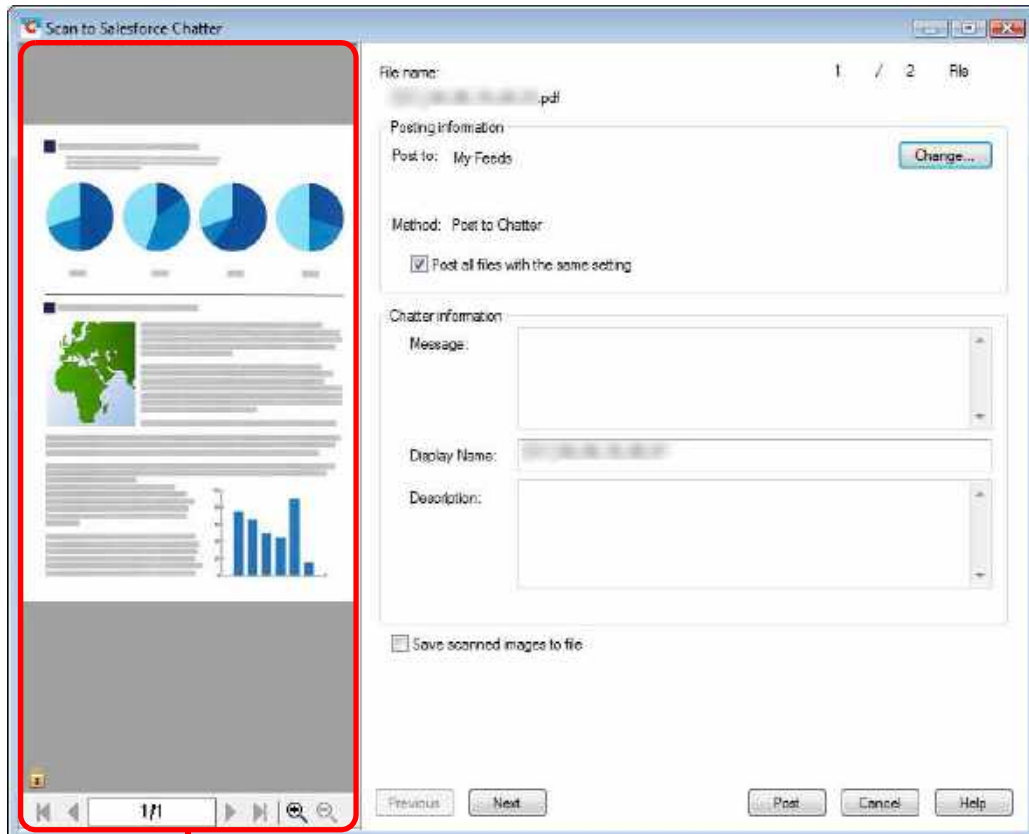 Scan to Salesforce Chatter
File name:
1 / 2 File
.pdf
Posting information
Post to: My Feeds
Change...
Method: Post to Chatter
Post all files with the same setting
Chatter information
Message:
Display Name:
Description:
Save scanned images to file
1/1
Previous
Next
Post
Cancel
Help